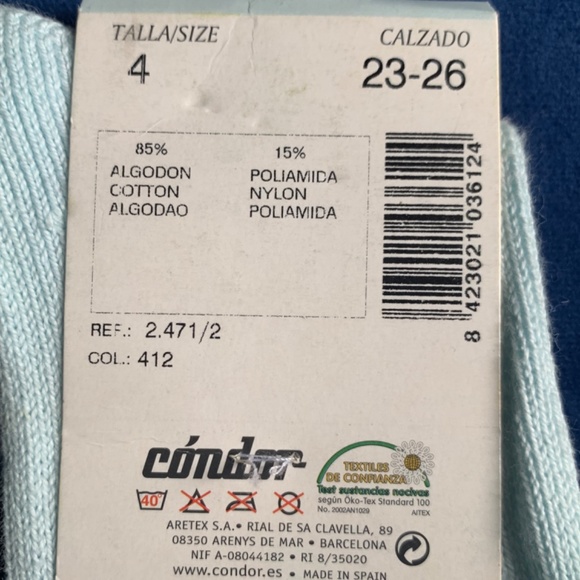 TALLA/SIZE CALZADO
4 23-26
85% 15%
ALGODON POLIAMIDA
COTTON NYLON
ALGODAO POLIAMIDA
8 423021 036124
REF.: 2.471/2
COL.: 412
cóndor
TEXTILES
DE CONFIANZA
Test sustancias nocivas
según Öko-Tex Standard 100
No. 2002AN1029 AITEX
40°
ARETEX S.A. • RIAL DE SA CLAVELLA, 89
08350 ARENYS DE MAR • BARCELONA
NIF A-08044182 • RI 8/35020
www.condor.es • MADE IN SPAIN